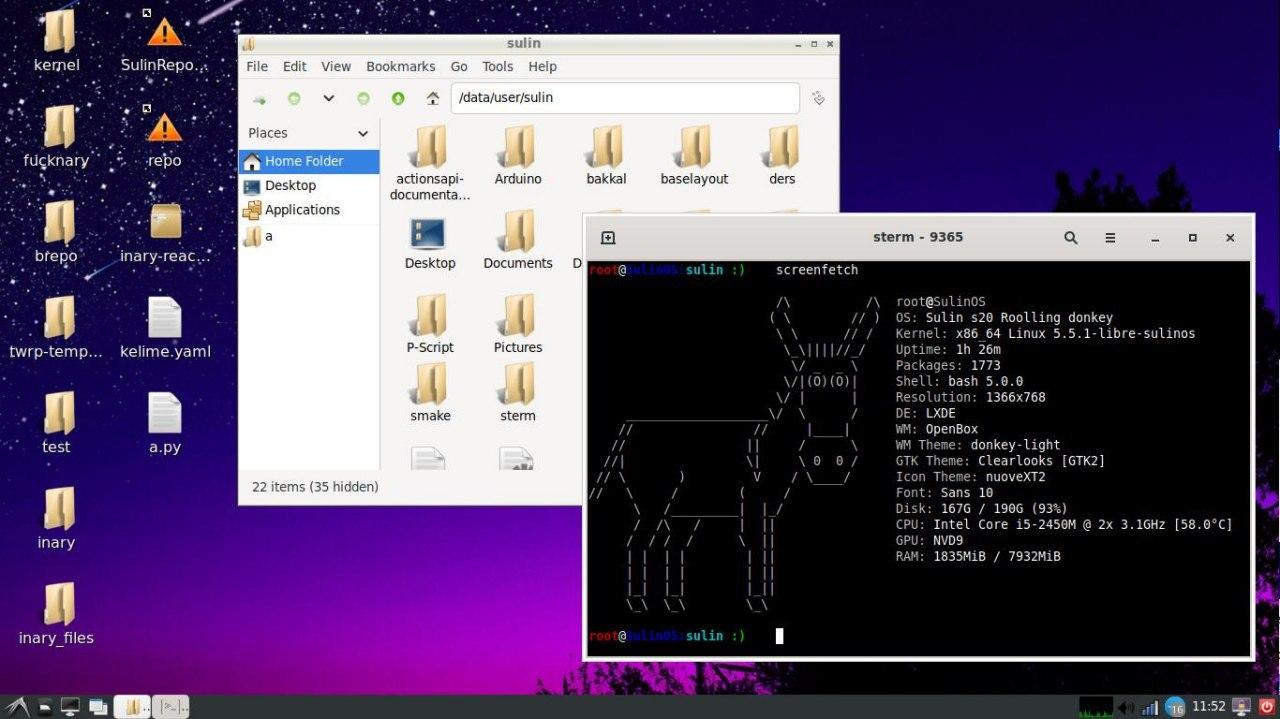 kernel
SulinRepo...
fucknary
repo
brepo
inary-reac...
twrp-temp...
kelime.yaml
test
a.py
inary
inary_files
sulin
File Edit View Bookmarks Go Tools Help
/data/user/sulin
Places
Home Folder
Desktop
Applications
a
actionsapi-documenta...
Arduino
bakkal
baselayout
ders
Desktop
Documents
D
P-Script
Pictures
smake
sterm
22 items (35 hidden)
sterm - 9365
root@SulinOS:sulin :) screenfetch
root@SulinOS
OS: Sulin s20 Roolling donkey
Kernel: x86_64 Linux 5.5.1-libre-sulinos
Uptime: 1h 26m
Packages: 1773
Shell: bash 5.0.0
Resolution: 1366x768
DE: LXDE
WM: OpenBox
WM Theme: donkey-light
GTK Theme: Clearlooks [GTK2]
Icon Theme: nuoveXT2
Font: Sans 10
Disk: 167G / 190G (93%)
CPU: Intel Core i5-2450M @ 2x 3.1GHz [58.0°C]
GPU: NVD9
RAM: 1835MiB / 7932MiB
root@SulinOS:sulin :)
16
11:52